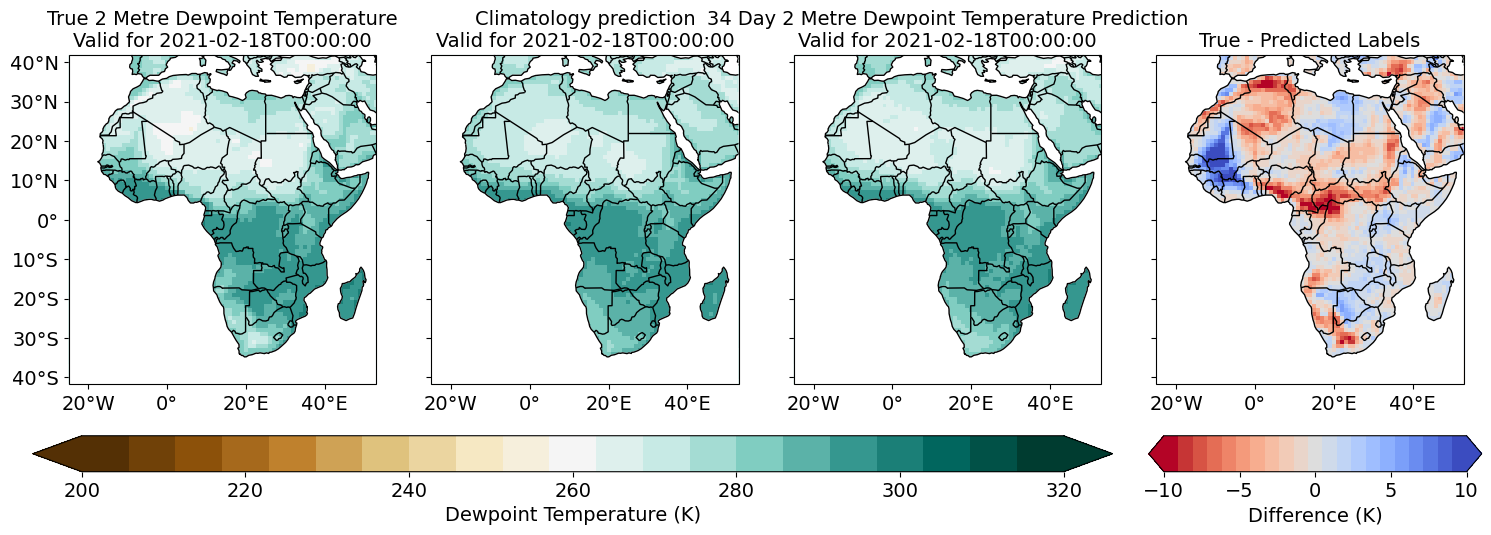 True 2 Metre Dewpoint Temperature
Valid for 2021-02-18T00:00:00
Climatology prediction  34 Day 2 Metre Dewpoint Temperature Prediction
Valid for 2021-02-18T00:00:00
Valid for 2021-02-18T00:00:00
True - Predicted Labels
40°N
30°N
20°N
10°N
0°
10°S
20°S
30°S
40°S
20°W 0° 20°E 40°E
20°W 0° 20°E 40°E
20°W 0° 20°E 40°E
20°W 0° 20°E 40°E
200 220 240 260 280 300 320
Dewpoint Temperature (K)
−10 −5 0 5 10
Difference (K)